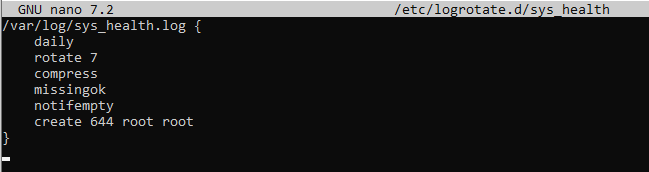 GNU nano 7.2 /etc/logrotate.d/sys_health
/var/log/sys_health.log {
    daily
    rotate 7
    compress
    missingok
    notifempty
    create 644 root root
}